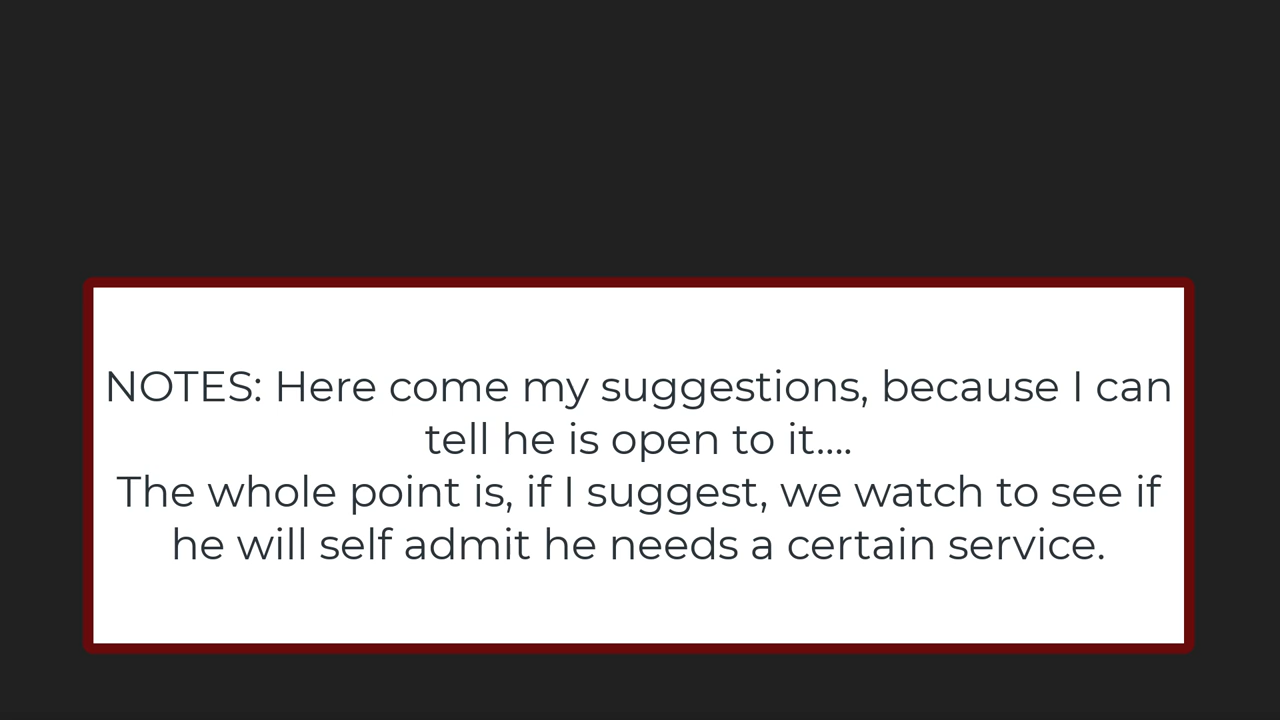 NOTES: Here come my suggestions, because I can
tell he is open to it....
The whole point is, if I suggest, we watch to see if
he will self admit he needs a certain service.